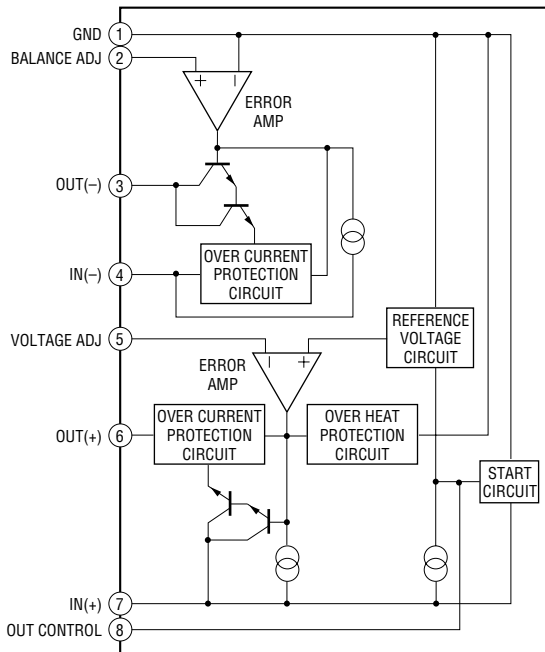 GND 1
BALANCE ADJ 2
+ −
ERROR
AMP
OUT(–) 3
IN(–) 4
OVER CURRENT
PROTECTION
CIRCUIT
VOLTAGE ADJ 5
REFERENCE
VOLTAGE
CIRCUIT
ERROR
AMP
− +
OUT(+) 6
OVER CURRENT
PROTECTION
CIRCUIT
OVER HEAT
PROTECTION
CIRCUIT
START
CIRCUIT
IN(+) 7
OUT CONTROL 8